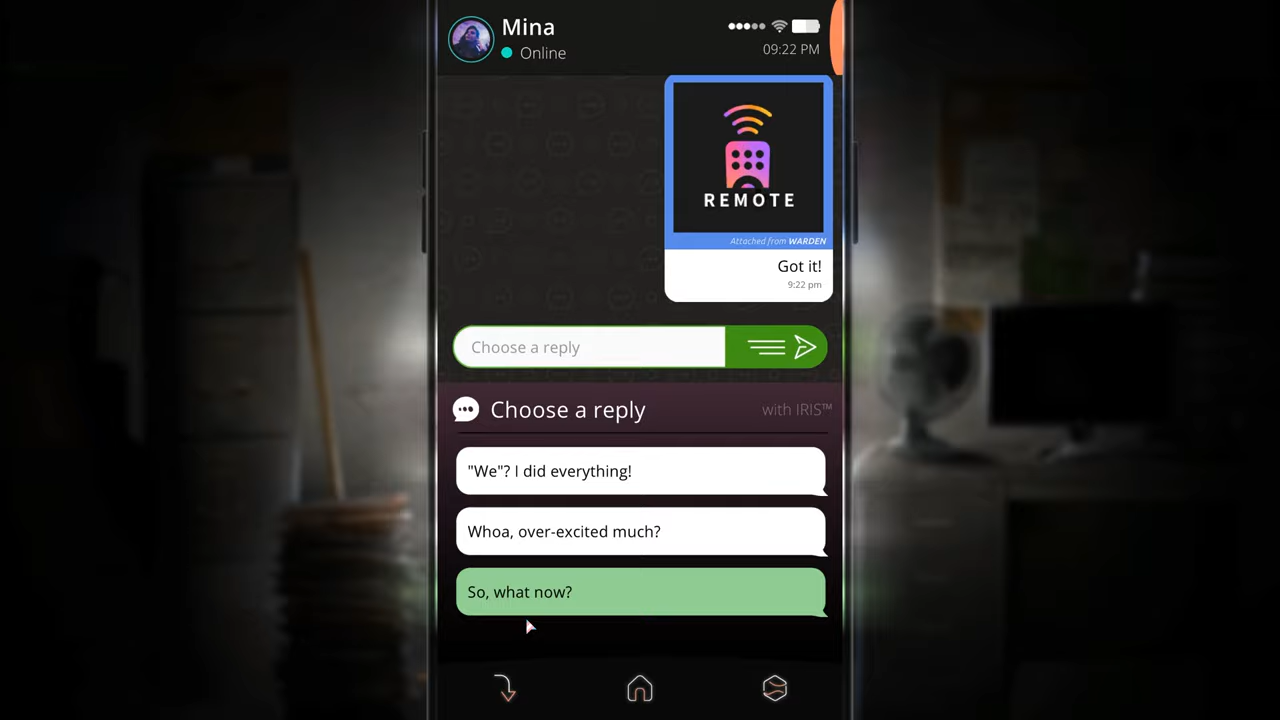 Mina
Online
09:22 PM
REMOTE
Attached from WARDEN
Got it!
9:22 pm
Choose a reply
Choose a reply
with IRIS™
"We"? I did everything!
Whoa, over-excited much?
So, what now?